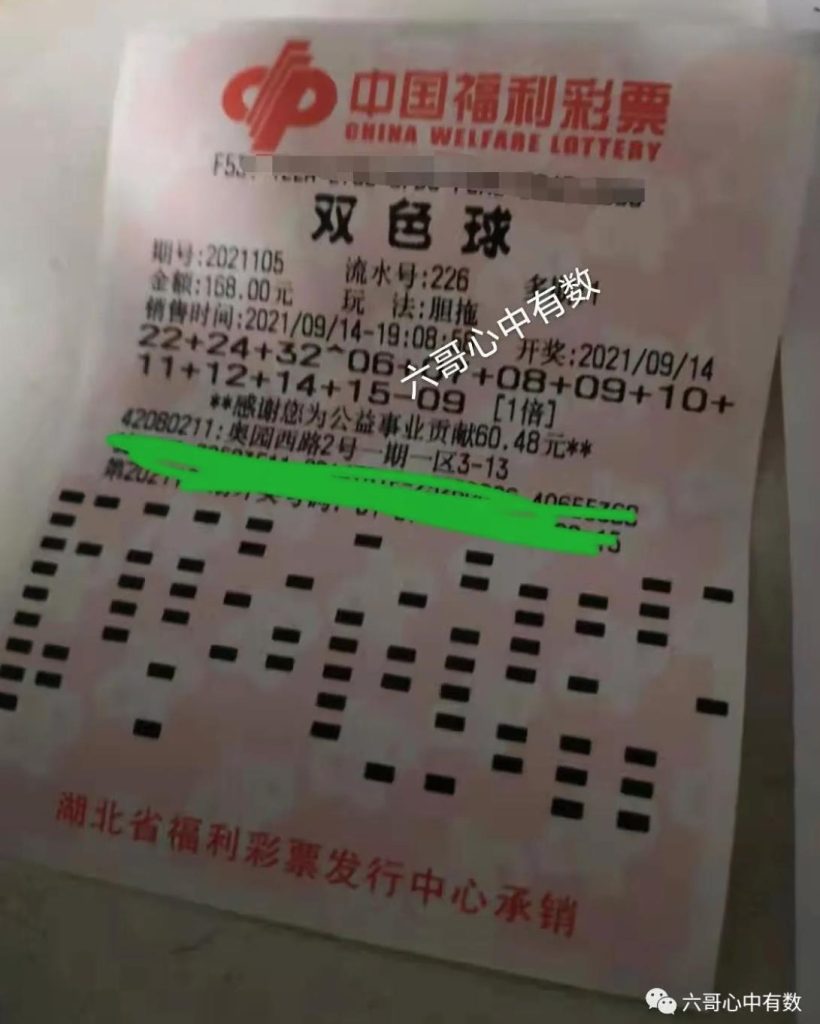 中国福利彩票
CHINA WELFARE LOTTERY
F53
双色球
期号:2021105 流水号:226
金额:168.00元 玩 法:胆拖
销售时间:2021/09/14-19:08:56 开奖:2021/09/14
22+24+32^06+ +08+09+10+
11+12+14+15-09 [1倍]
**感谢您为公益事业贡献60.48元**
42080211:奥园西路2号一期一区3-13
40655368
15
湖北省福利彩票发行中心承销
六哥心中有数
六哥心中有数